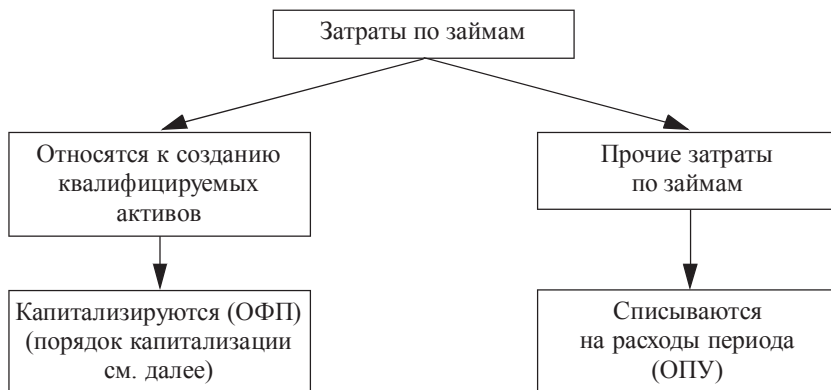 Затраты по займам
Относятся к созданию
квалифицируемых
активов
Прочие затраты
по займам
Капитализируются (ОФП)
(порядок капитализации
см. далее)
Списываются
на расходы периода
(ОПУ)